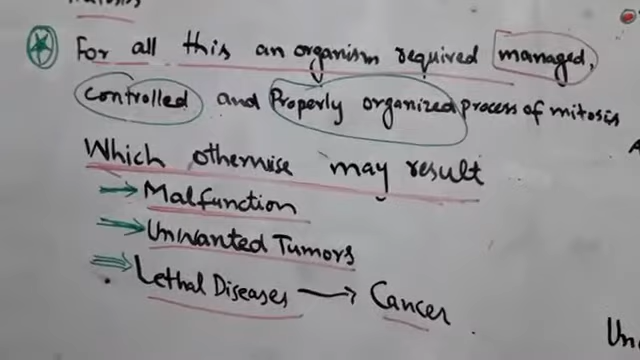 For all this an organism required managed,
controlled and Properly organized process of mitosis
Which otherwise may result
Malfunction
Unwanted Tumors
Lethal Diseases → Cancer
Un